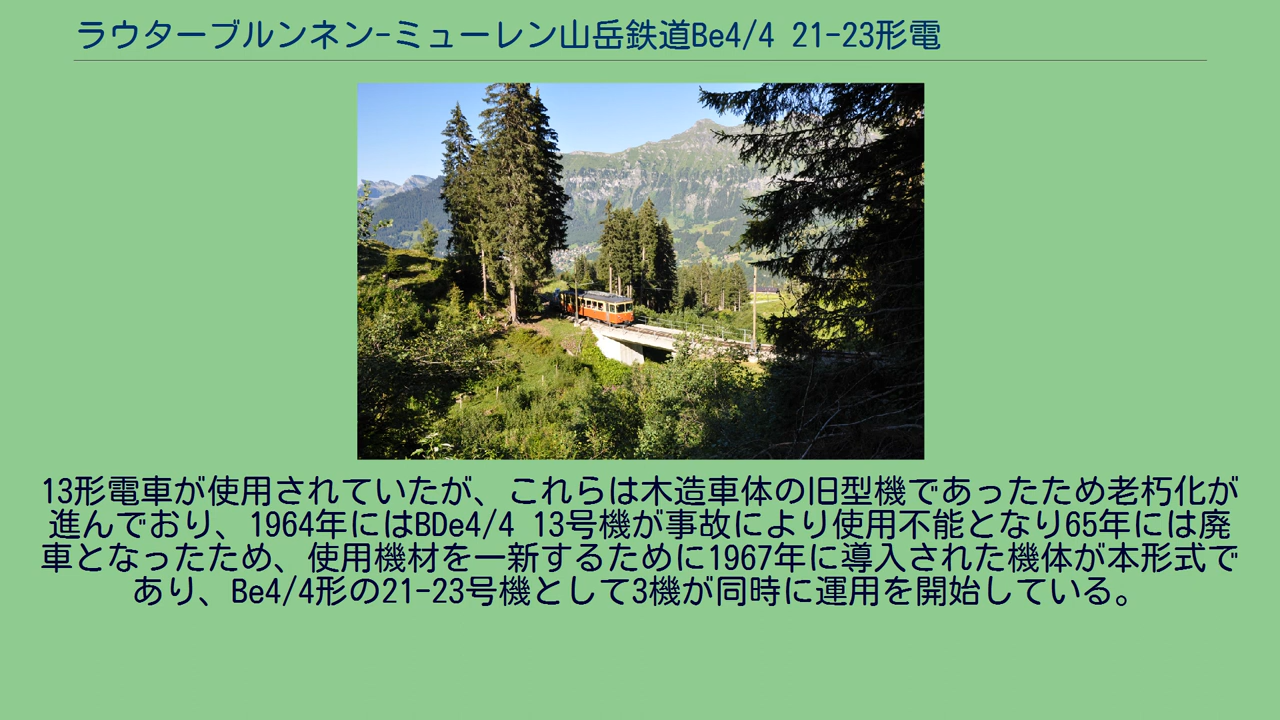 ラウターブルンネン-ミューレン山岳鉄道Be4/4 21-23形電
13形電車が使用されていたが、これらは木造車体の旧型機であったため老朽化が
進んでおり、1964年にはBDe4/4 13号機が事故により使用不能となり65年には廃
車となったため、使用機材を一新するために1967年に導入された機体が本形式で
あり、Be4/4形の21-23号機として3機が同時に運用を開始している。